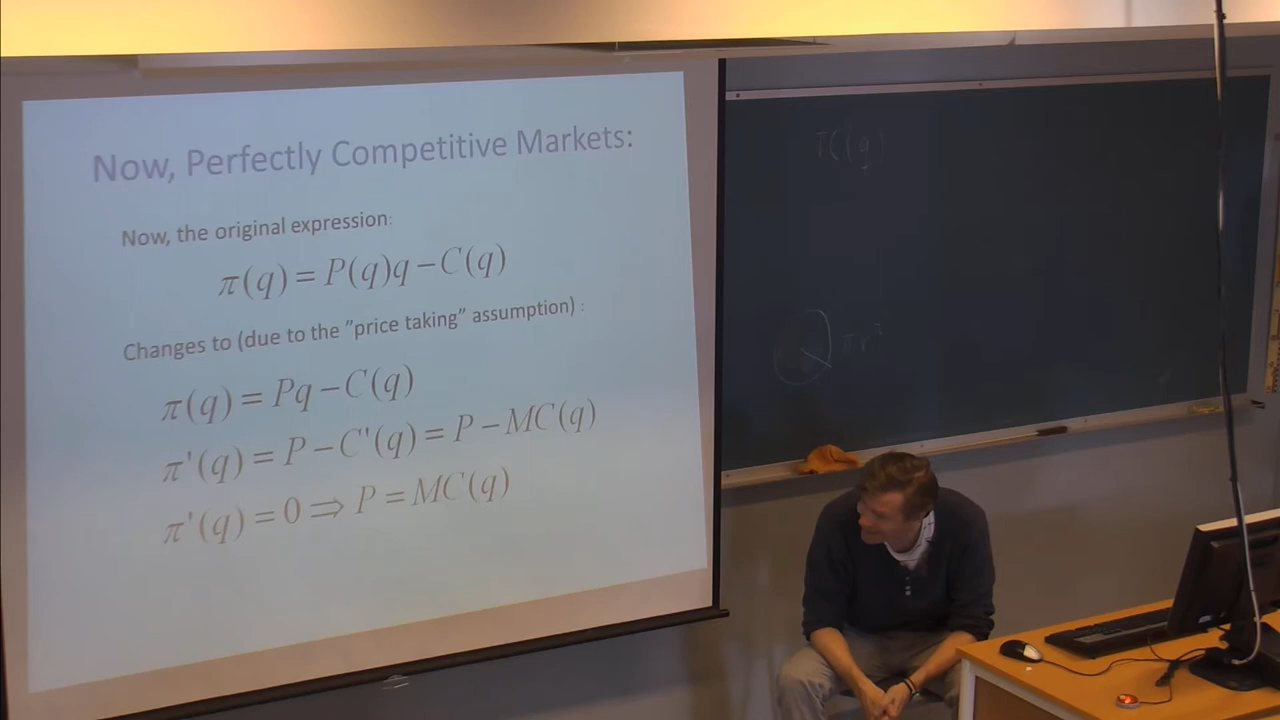 Now, Perfectly Competitive Markets:
Now, the original expression:
π(q) = P(q)q − C(q)
Changes to (due to the ”price taking” assumption) :
π(q) = Pq − C(q)
π'(q) = P − C'(q) = P − MC(q)
π'(q) = 0 ⇒ P = MC(q)
TC(q)